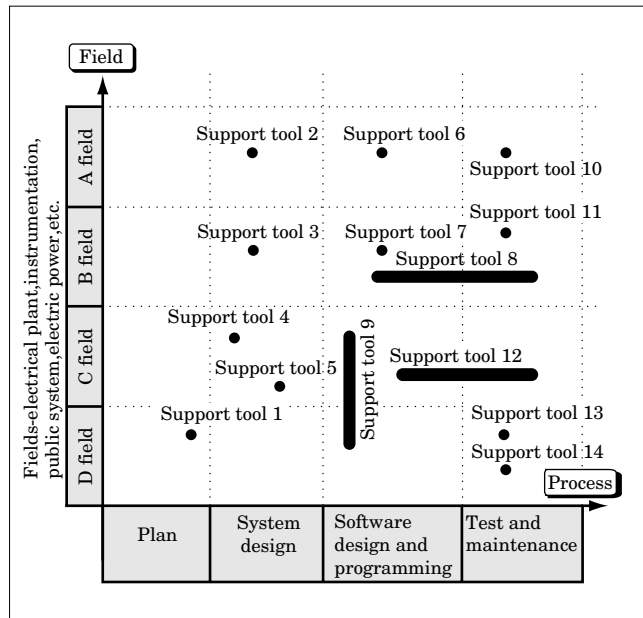 Field
Fields-electrical plant,instrumentation,
public system,electric power,etc.
A field
B field
C field
D field
Support tool 2
Support tool 6
Support tool 10
Support tool 11
Support tool 3
Support tool 7
Support tool 8
Support tool 4
Support tool 5
Support tool 9
Support tool 12
Support tool 1
Support tool 13
Support tool 14
Process
Plan
System
design
Software
design and
programming
Test and
maintenance